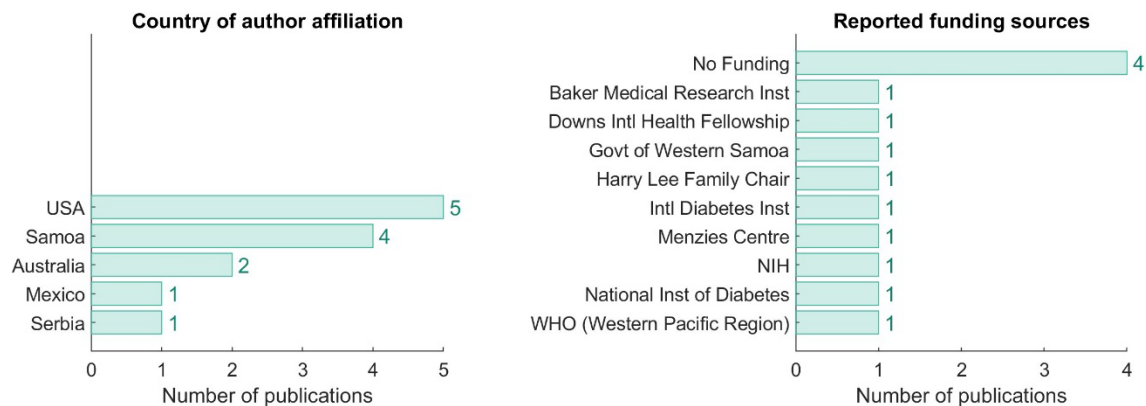 Country of author affiliation
USA
5
Samoa
4
Australia
2
Mexico
1
Serbia
1
0 1 2 3 4 5
Number of publications
Reported funding sources
No Funding
4
Baker Medical Research Inst
1
Downs Intl Health Fellowship
1
Govt of Western Samoa
1
Harry Lee Family Chair
1
Intl Diabetes Inst
1
Menzies Centre
1
NIH
1
National Inst of Diabetes
1
WHO (Western Pacific Region)
1
0 1 2 3 4
Number of publications